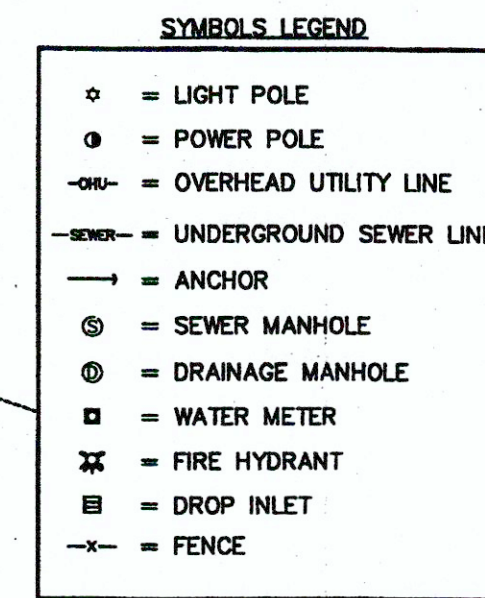 SYMBOLS LEGEND
= LIGHT POLE
= POWER POLE
-OHU- = OVERHEAD UTILITY LINE
-SEWER- = UNDERGROUND SEWER LINE
= ANCHOR
Ⓢ = SEWER MANHOLE
Ⓓ = DRAINAGE MANHOLE
= WATER METER
= FIRE HYDRANT
= DROP INLET
-x- = FENCE